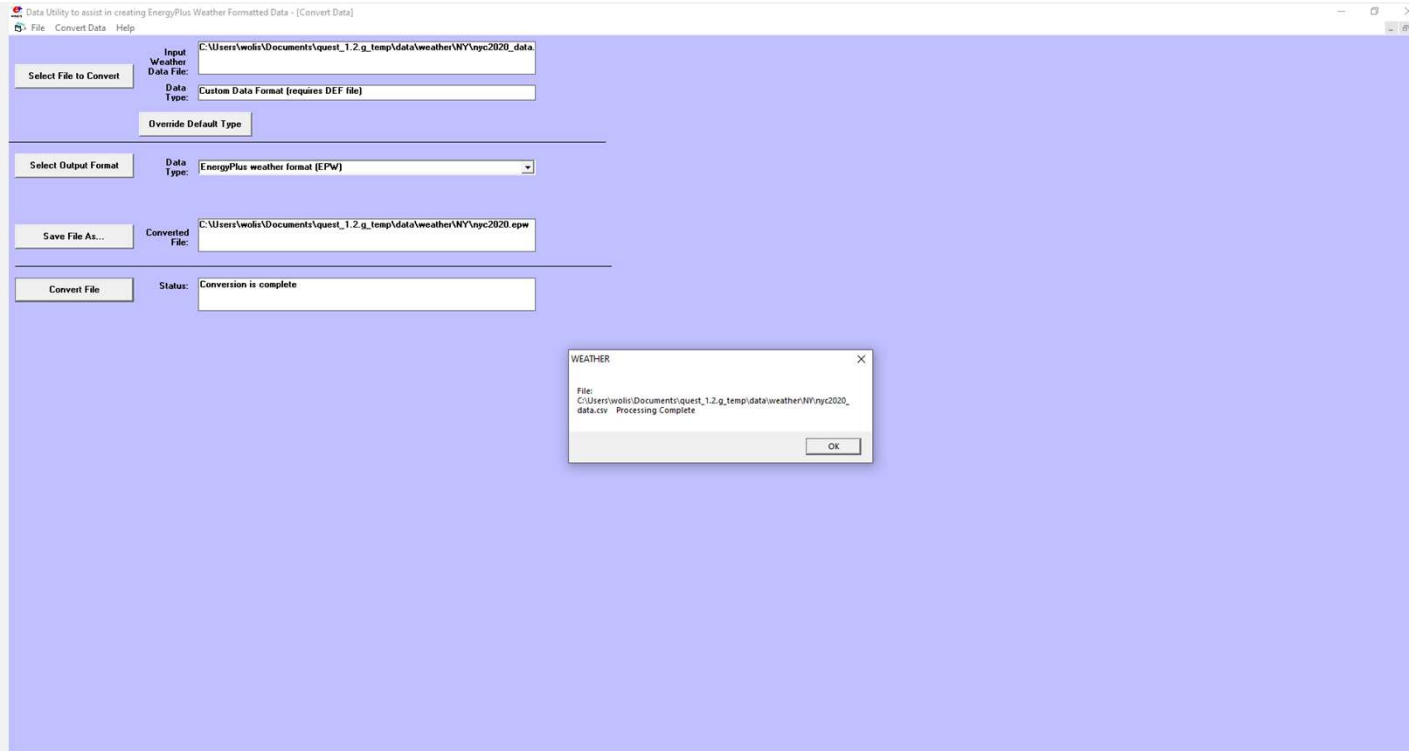 Data Utility to assist in creating EnergyPlus Weather Formatted Data - [Convert Data]
File Convert Data Help
Select File to Convert
Input Weather Data File:
C:\Users\wolis\Documents\quest_1.2.g_temp\data\weather\NY\nyc2020_data.
Data Type:
Custom Data Format (requires DEF file)
Override Default Type
Select Output Format
Data Type:
EnergyPlus weather format (EPW)
Save File As...
Converted File:
C:\Users\wolis\Documents\quest_1.2.g_temp\data\weather\NY\nyc2020.epw
Convert File
Status:
Conversion is complete
WEATHER
File:
C:\Users\wolis\Documents\quest_1.2.g_temp\data\weather\NY\nyc2020_
data.csv Processing Complete
OK